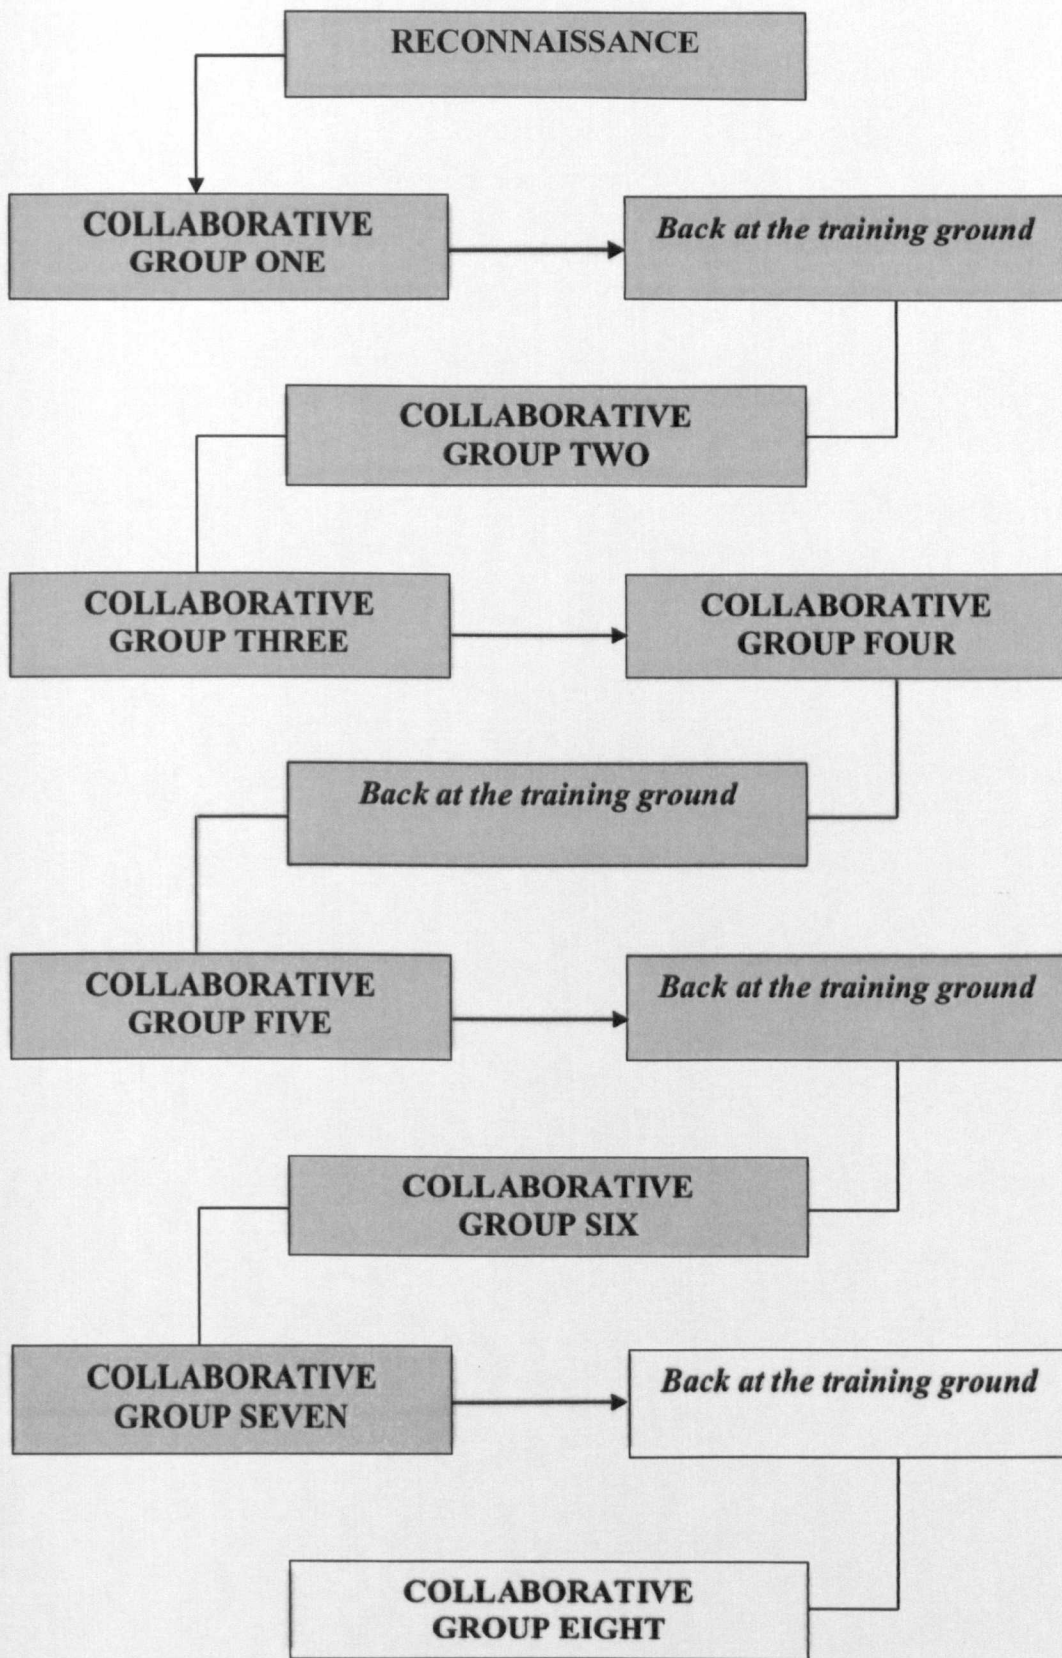 RECONNAISSANCE
COLLABORATIVE
GROUP ONE
Back at the training ground
COLLABORATIVE
GROUP TWO
COLLABORATIVE
GROUP THREE
COLLABORATIVE
GROUP FOUR
Back at the training ground
COLLABORATIVE
GROUP FIVE
Back at the training ground
COLLABORATIVE
GROUP SIX
COLLABORATIVE
GROUP SEVEN
Back at the training ground
COLLABORATIVE
GROUP EIGHT